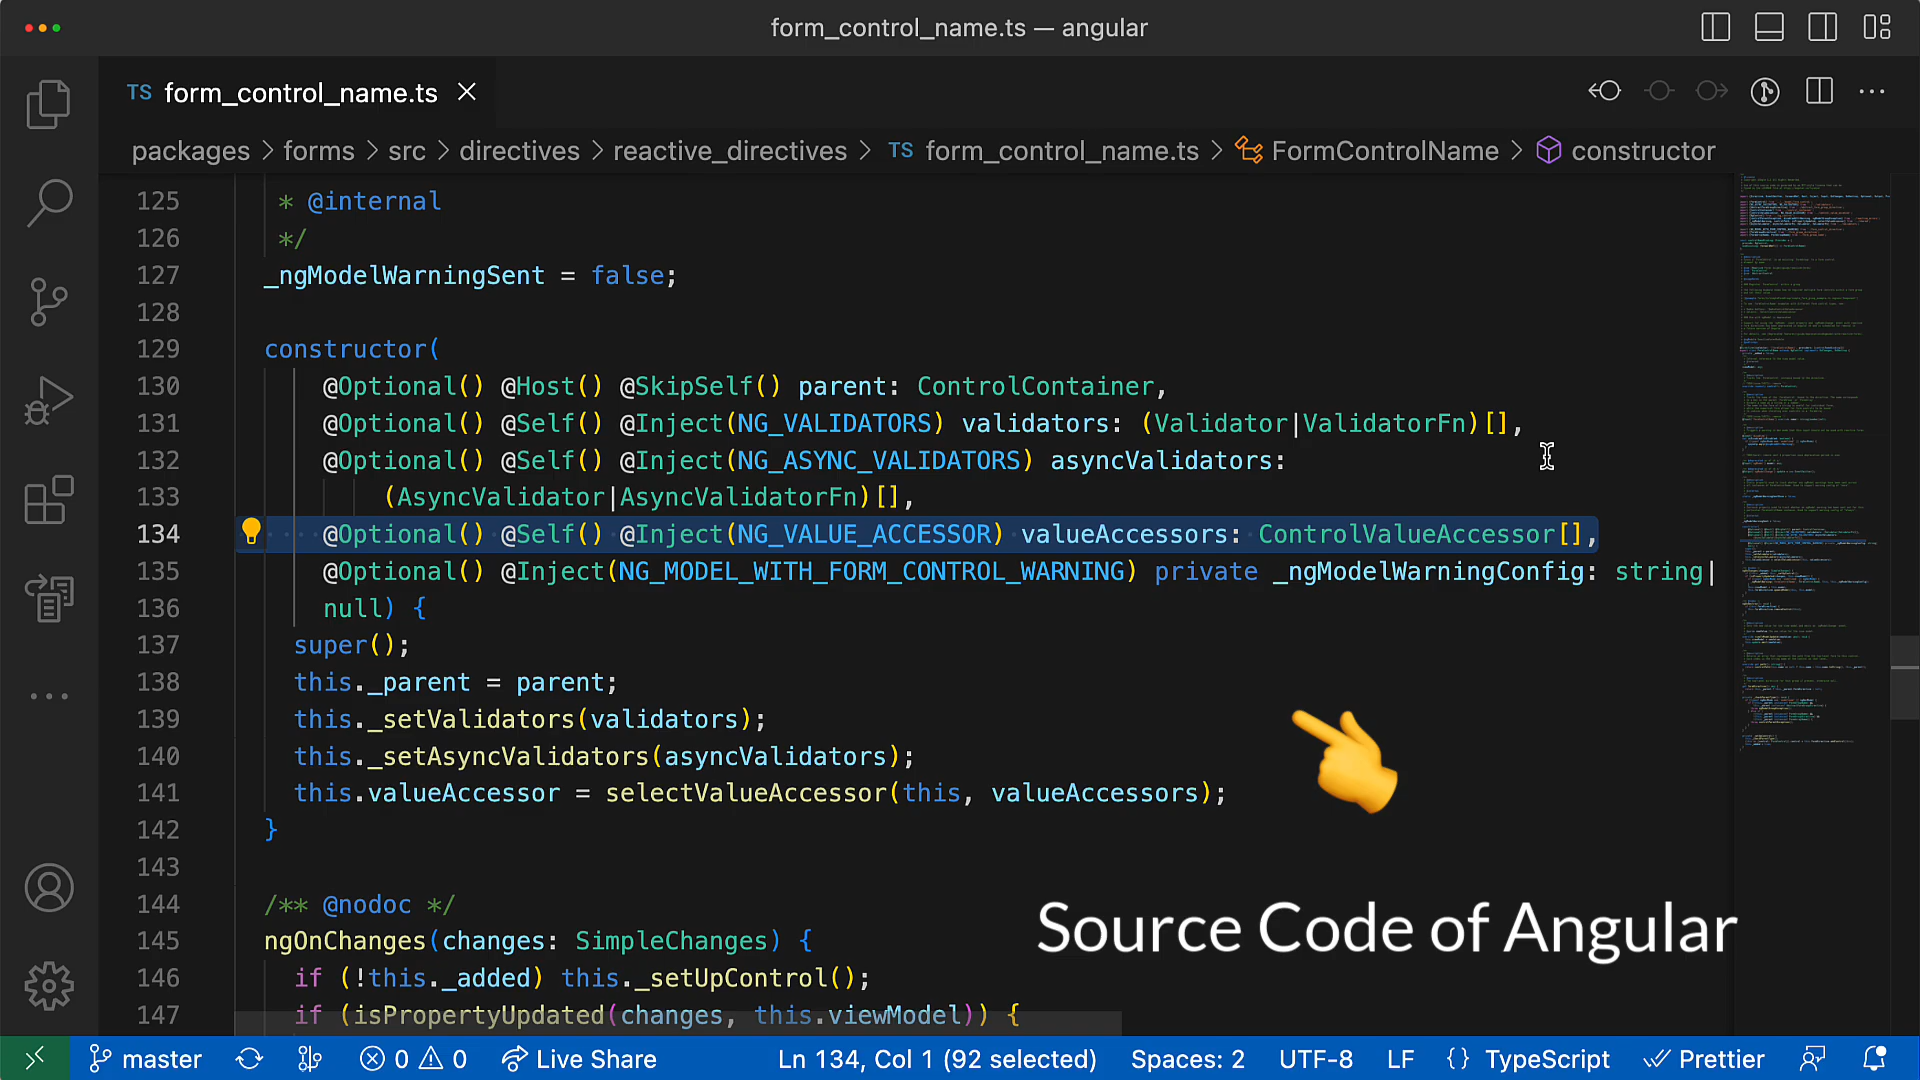 form_control_name.ts — angular
TS form_control_name.ts
packages > forms > src > directives > reactive_directives > TS form_control_name.ts > FormControlName > constructor
125 * @internal
126 */
127 _ngModelWarningSent = false;
128
129 constructor(
130 @Optional() @Host() @SkipSelf() parent: ControlContainer,
131 @Optional() @Self() @Inject(NG_VALIDATORS) validators: (Validator|ValidatorFn)[],
132 @Optional() @Self() @Inject(NG_ASYNC_VALIDATORS) asyncValidators:
133 (AsyncValidator|AsyncValidatorFn)[],
134 @Optional() @Self() @Inject(NG_VALUE_ACCESSOR) valueAccessors: ControlValueAccessor[],
135 @Optional() @Inject(NG_MODEL_WITH_FORM_CONTROL_WARNING) private _ngModelWarningConfig: string|
136 null) {
137 super();
138 this._parent = parent;
139 this._setValidators(validators);
140 this._setAsyncValidators(asyncValidators);
141 this.valueAccessor = selectValueAccessor(this, valueAccessors);
142 }
143
144 /** @nodoc */
145 ngOnChanges(changes: SimpleChanges) {
146 if (!this._added) this._setUpControl();
147 if (isPropertyUpdated(changes, this.viewModel)) {
Source Code of Angular
master 0 0 Live Share Ln 134, Col 1 (92 selected) Spaces: 2 UTF-8 LF {} TypeScript Prettier